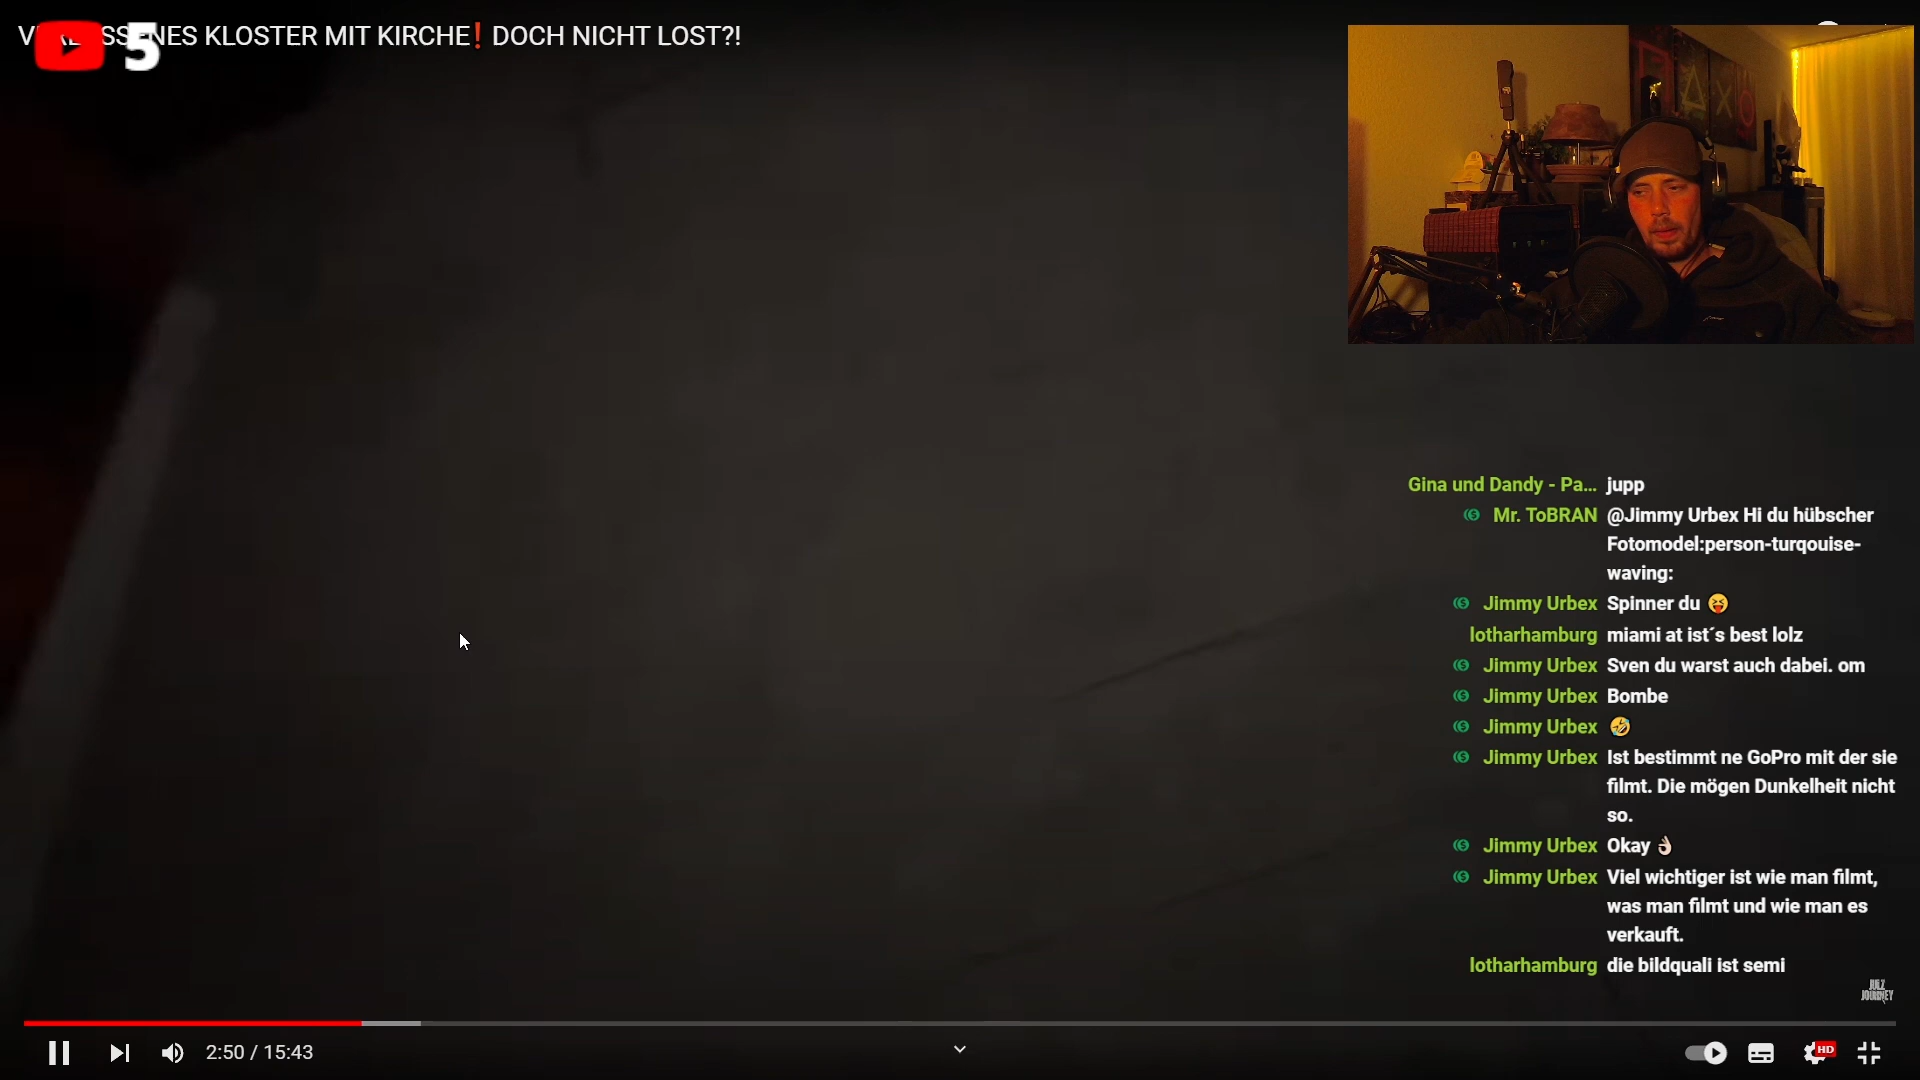 NES KLOSTER MIT KIRCHE❗ DOCH NICHT LOST?!
5
Gina und Dandy - Pa... jupp
Mr. ToBRAN @Jimmy Urbex Hi du hübscher
Fotomodel:person-turqouise-
waving:
Jimmy Urbex Spinner du 😝
lotharhamburg miami at ist´s best lolz
Jimmy Urbex Sven du warst auch dabei. om
Jimmy Urbex Bombe
Jimmy Urbex 🤣
Jimmy Urbex Ist bestimmt ne GoPro mit der sie
filmt. Die mögen Dunkelheit nicht
so.
Jimmy Urbex Okay 👌🏻
Jimmy Urbex Viel wichtiger ist wie man filmt,
was man filmt und wie man es
verkauft.
lotharhamburg die bildquali ist semi
JULZ
JOURNEY
2:50 / 15:43
HD